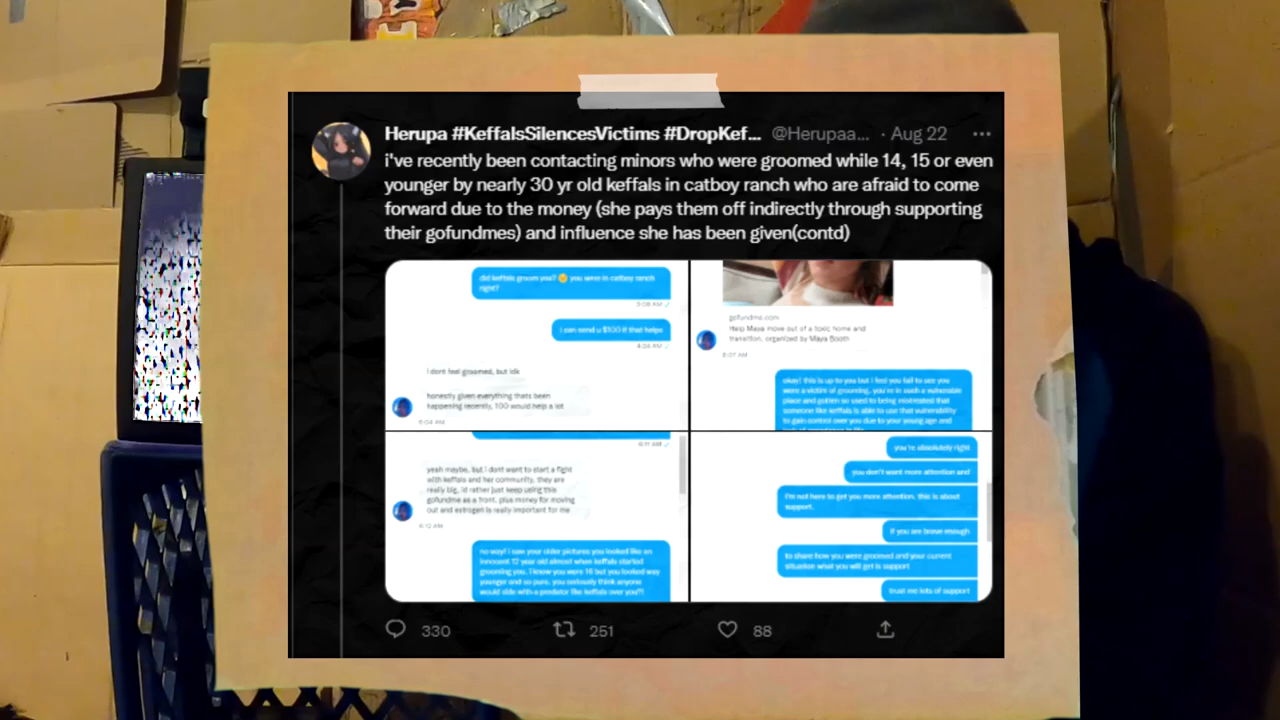 Herupa #KeffalsSilencesVictims #DropKef... @Herupaa... · Aug 22
i've recently been contacting minors who were groomed while 14, 15 or even
younger by nearly 30 yr old keffals in catboy ranch who are afraid to come
forward due to the money (she pays them off indirectly through supporting
their gofundmes) and influence she has been given(contd)
did keffals groom you? 😕 you were in catboy ranch
right?
3:08 AM
i can send u $100 if that helps
4:24 AM
I dont feel groomed, but idk
honestly given everything thats been
happening recently, 100 would help a lot
gofundme.com
Help Maya move out of a toxic home and
transition, organized by Maya Booth
6:07 AM
okay! this is up to you but I feel you fail to see you
were a victim of grooming. you're in such a vulnerable
place and gotten so used to being mistreated that
someone like keffals is able to use that vulnerability
to gain control over you due to your young age and
6:11 AM
yeah maybe, but i dont want to start a fight
with keffals and her community, they are
really big, id rather just keep using this
gofundme as a front. plus money for moving
out and estrogen is really important for me
6:12 AM
no way! i saw your older pictures you looked like an
innocent 12 year old almost when keffals started
grooming you. I know you were 16 but you looked way
younger and so pure. you seriously think anyone
would side with a predator like keffals over you?!
you're absolutely right
you don't want more attention and
I'm not here to get you more attention. this is about
support.
if you are brave enough
to share how you were groomed and your current
situation what you will get is support
trust me lots of support
330 251 88